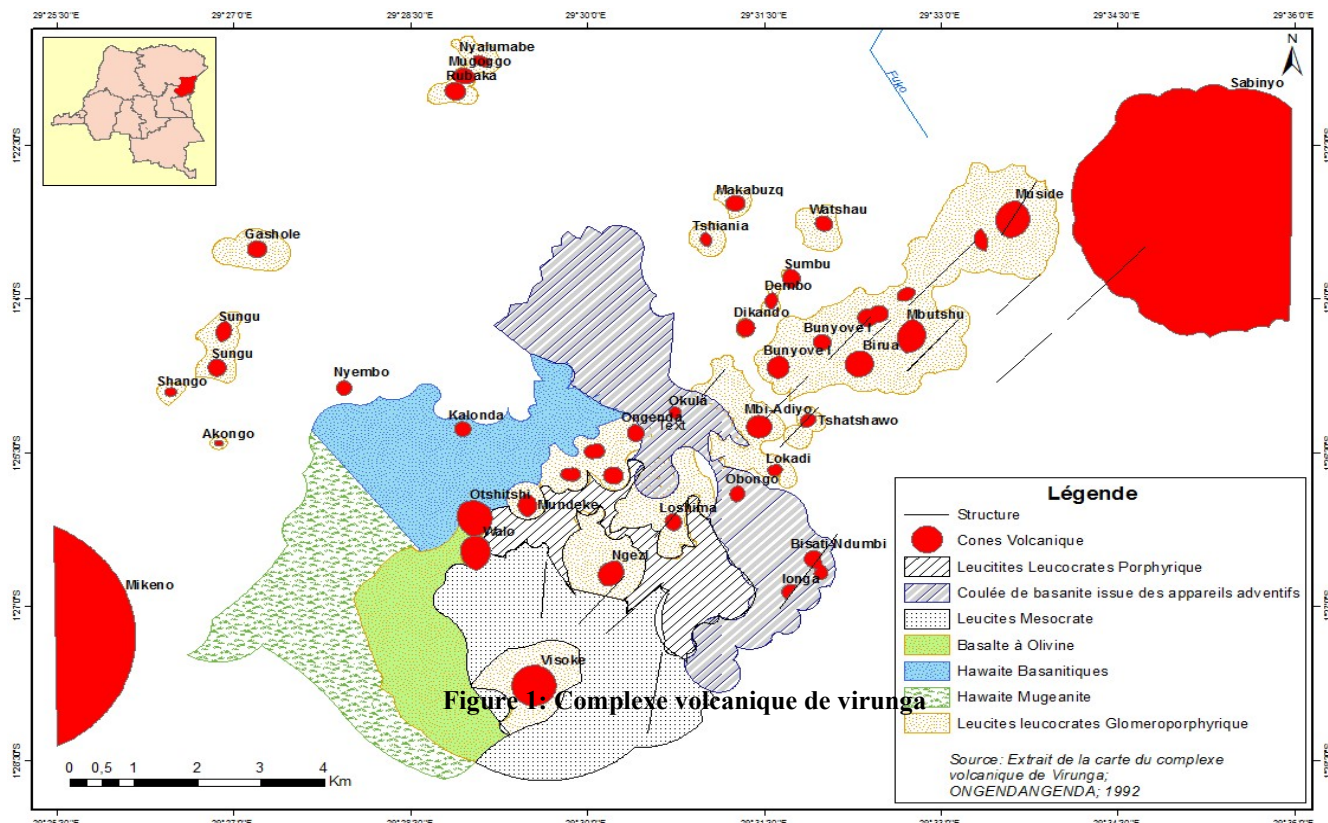 29°25'30"E 29°27'0"E 29°28'30"E 29°30'0"E 29°31'30"E 29°33'0"E 29°34'30"E 29°36'0"E
N
Nyalumabe
Mugoggo
Rubaka
Fuko
Sabinyo
Makabuzq
Muside
Watshau
Tshiania
Gashole
Sumbu
Dembo
Dikando
Mbutshu
Sungu
Bunyove I
Birua
Bunyove I
Sungu
Nyembo
Shango
Okula
Mbi-Adiyo
Kalonda
Ongenda
Text
Tshatshawo
Akongo
Lokadi
Obongo
Otshitshi
Mundeke
Loshima
Walo
Ngezi
Bisati-Ndumbi
Mikeno
Ionga
Visoke
Figure 1: Complexe volcanique de virunga
0 0,5 1 2 3 4
Km
Légende
Structure
Cones Volcanique
Leucitites Leucocrates Porphyrique
Coulée de basanite issue des appareils adventifs
Leucites Mesocrate
Basalte à Olivine
Hawaite Basanitiques
Hawaite Mugeanite
Leucites leucocrates Glomeroporphyrique
Source: Extrait de la carte du complexe
volcanique de Virunga;
ONGENDANGENDA; 1992